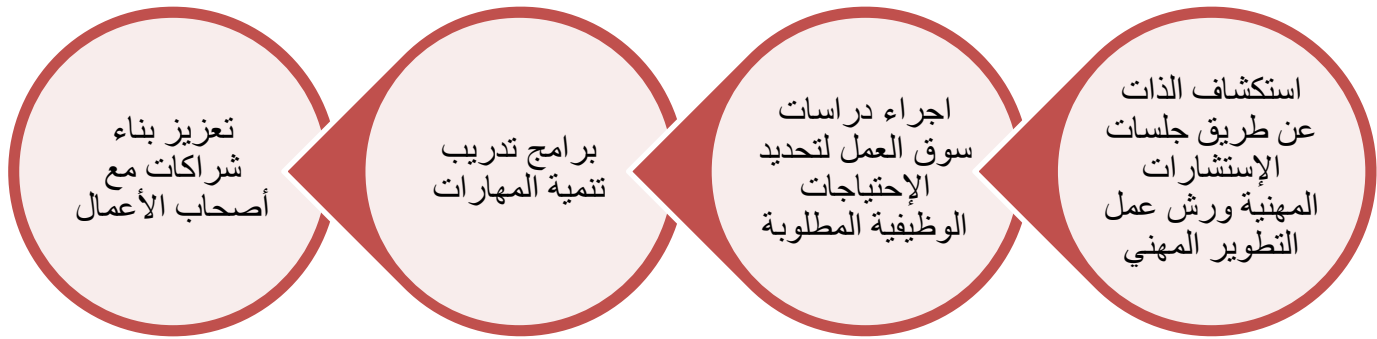 استكشاف الذات
عن طريق جلسات
الإستشارات
المهنية ورش عمل
التطوير المهني
اجراء دراسات
سوق العمل لتحديد
الإحتياجات
الوظيفية المطلوبة
برامج تدريب
تنمية المهارات
تعزيز بناء
شراكات مع
أصحاب الأعمال